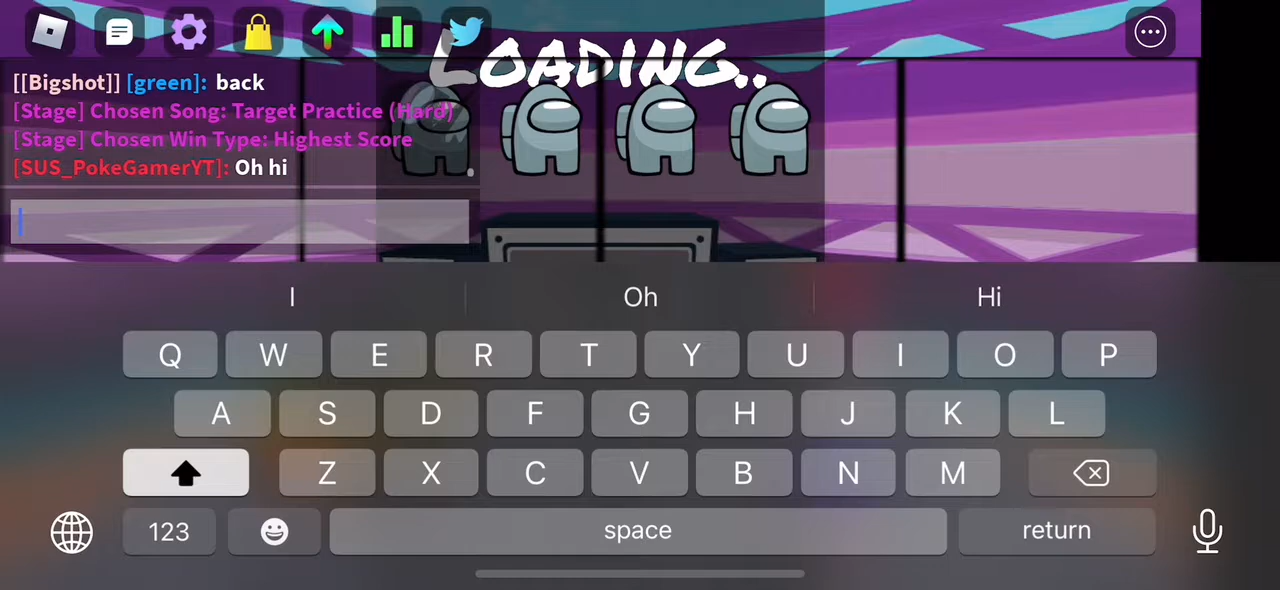 LOADING..
[[Bigshot]] [green]: back
[Stage] Chosen Song: Target Practice (Hard)
[Stage] Chosen Win Type: Highest Score
[SUS_PokeGamerYT]: Oh hi
I Oh Hi
Q W E R T Y U I O P
A S D F G H J K L
Z X C V B N M
123 space return